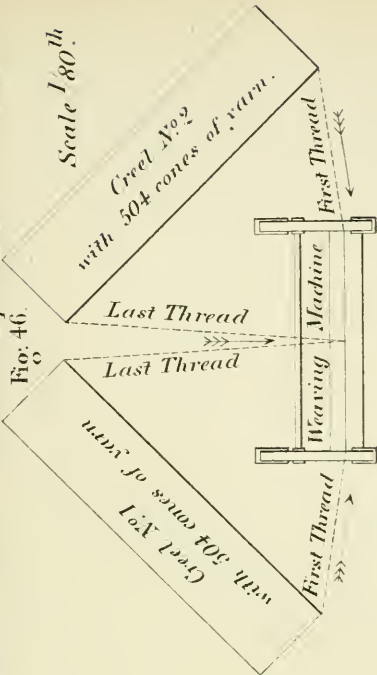 Fig: 46.
Scale 1/80th.
Creel No. 2
with 504 cones of yarn.
Creel No. 1
with 504 cones of yarn
Last Thread
Last Thread
First Thread
First Thread
Weaving Machine